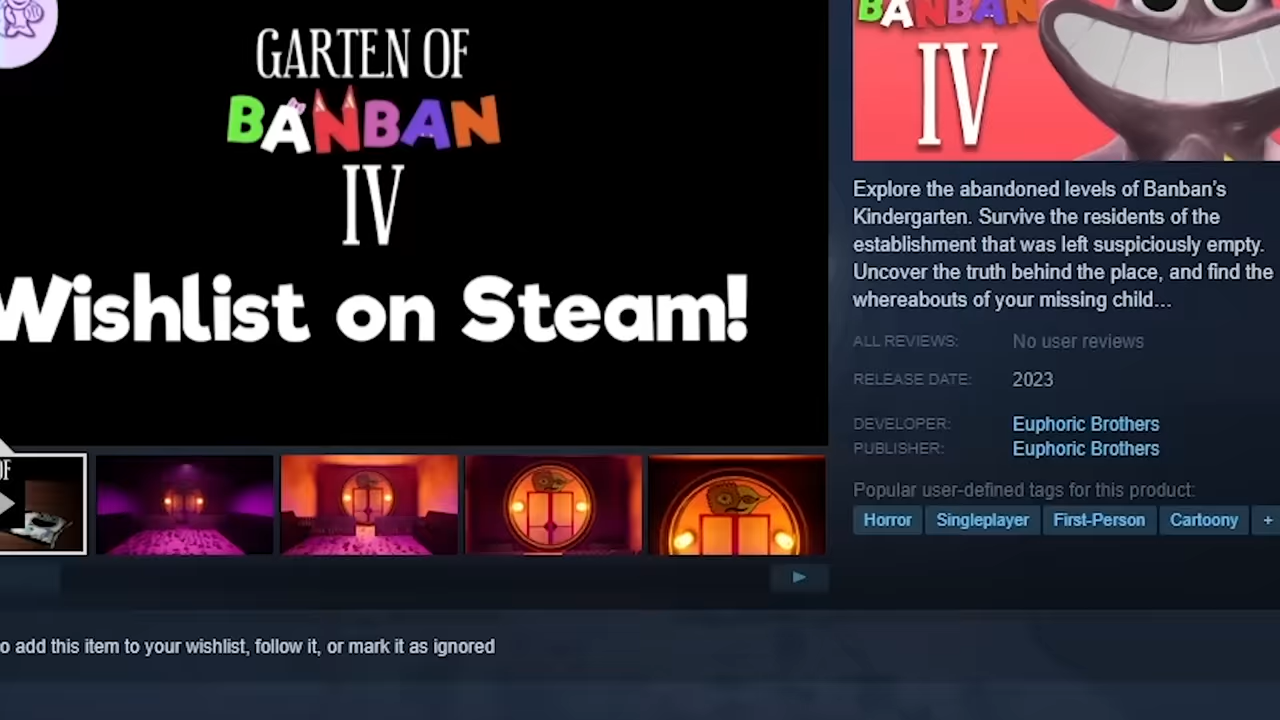 GARTEN OF
BANBAN
IV
Wishlist on Steam!
BANBAN
IV
Explore the abandoned levels of Banban's
Kindergarten. Survive the residents of the
establishment that was left suspiciously empty.
Uncover the truth behind the place, and find the
whereabouts of your missing child...
ALL REVIEWS: No user reviews
RELEASE DATE: 2023
DEVELOPER: Euphoric Brothers
PUBLISHER: Euphoric Brothers
Popular user-defined tags for this product:
Horror Singleplayer First-Person Cartoony +
OF
o add this item to your wishlist, follow it, or mark it as ignored